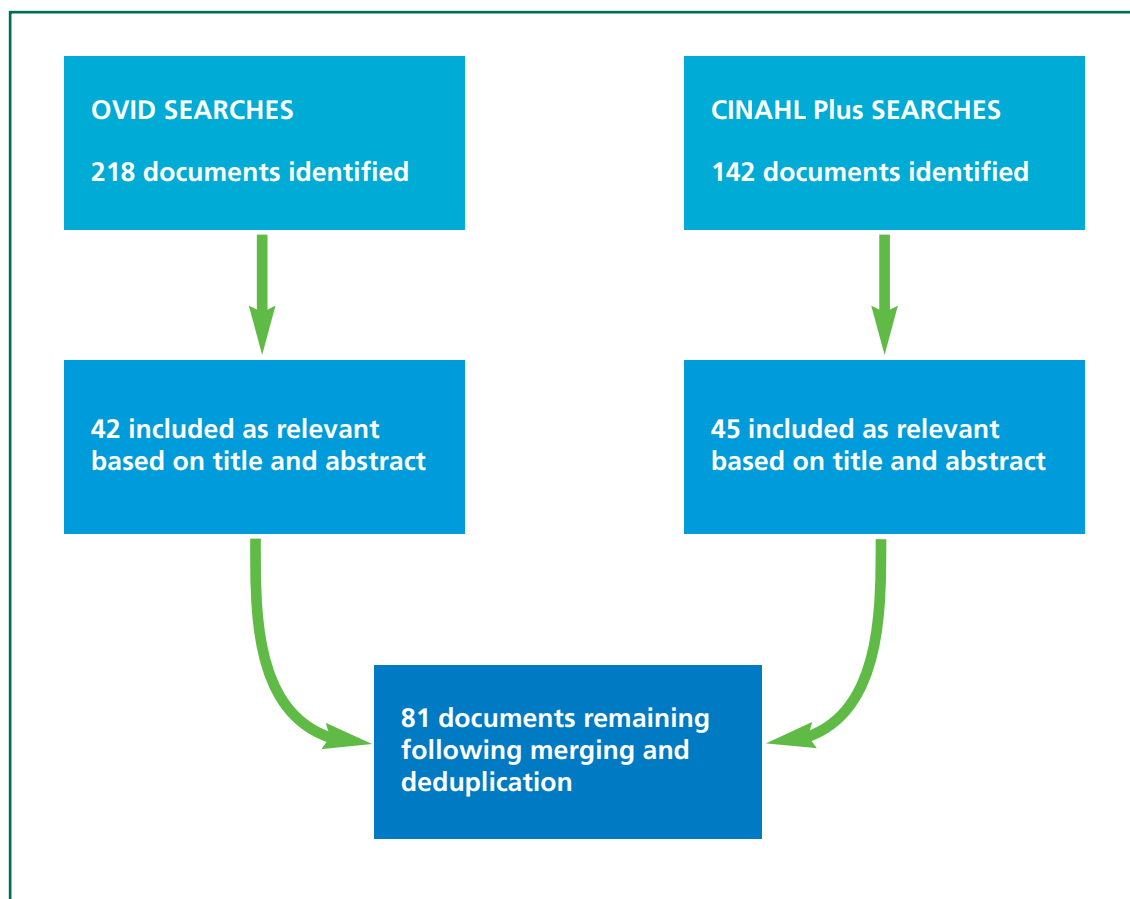 OVID SEARCHES
218 documents identified
CINAHL Plus SEARCHES
142 documents identified
42 included as relevant
based on title and abstract
45 included as relevant
based on title and abstract
81 documents remaining
following merging and
deduplication